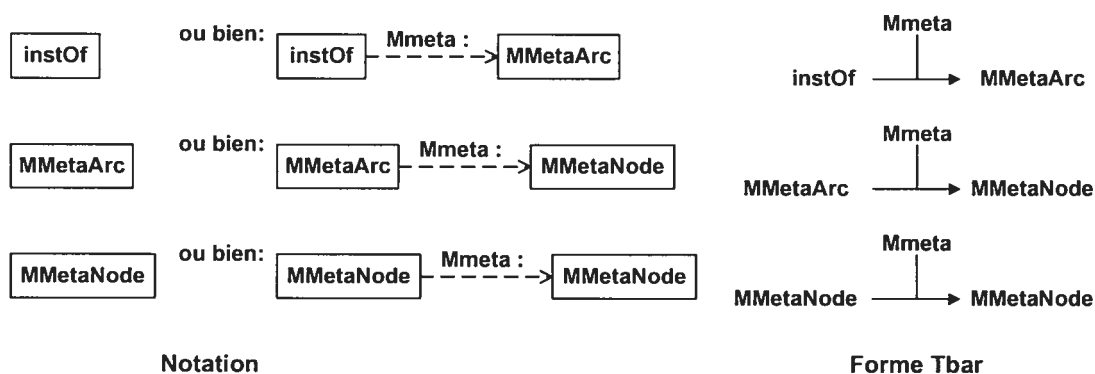 instOf ou bien: instOf Mmeta : MMetaArc
Mmeta
instOf MMetaArc
MMetaArc ou bien: MMetaArc Mmeta : MMetaNode
Mmeta
MMetaArc MMetaNode
MMetaNode ou bien: MMetaNode Mmeta : MMetaNode
Mmeta
MMetaNode MMetaNode
Notation Forme Tbar